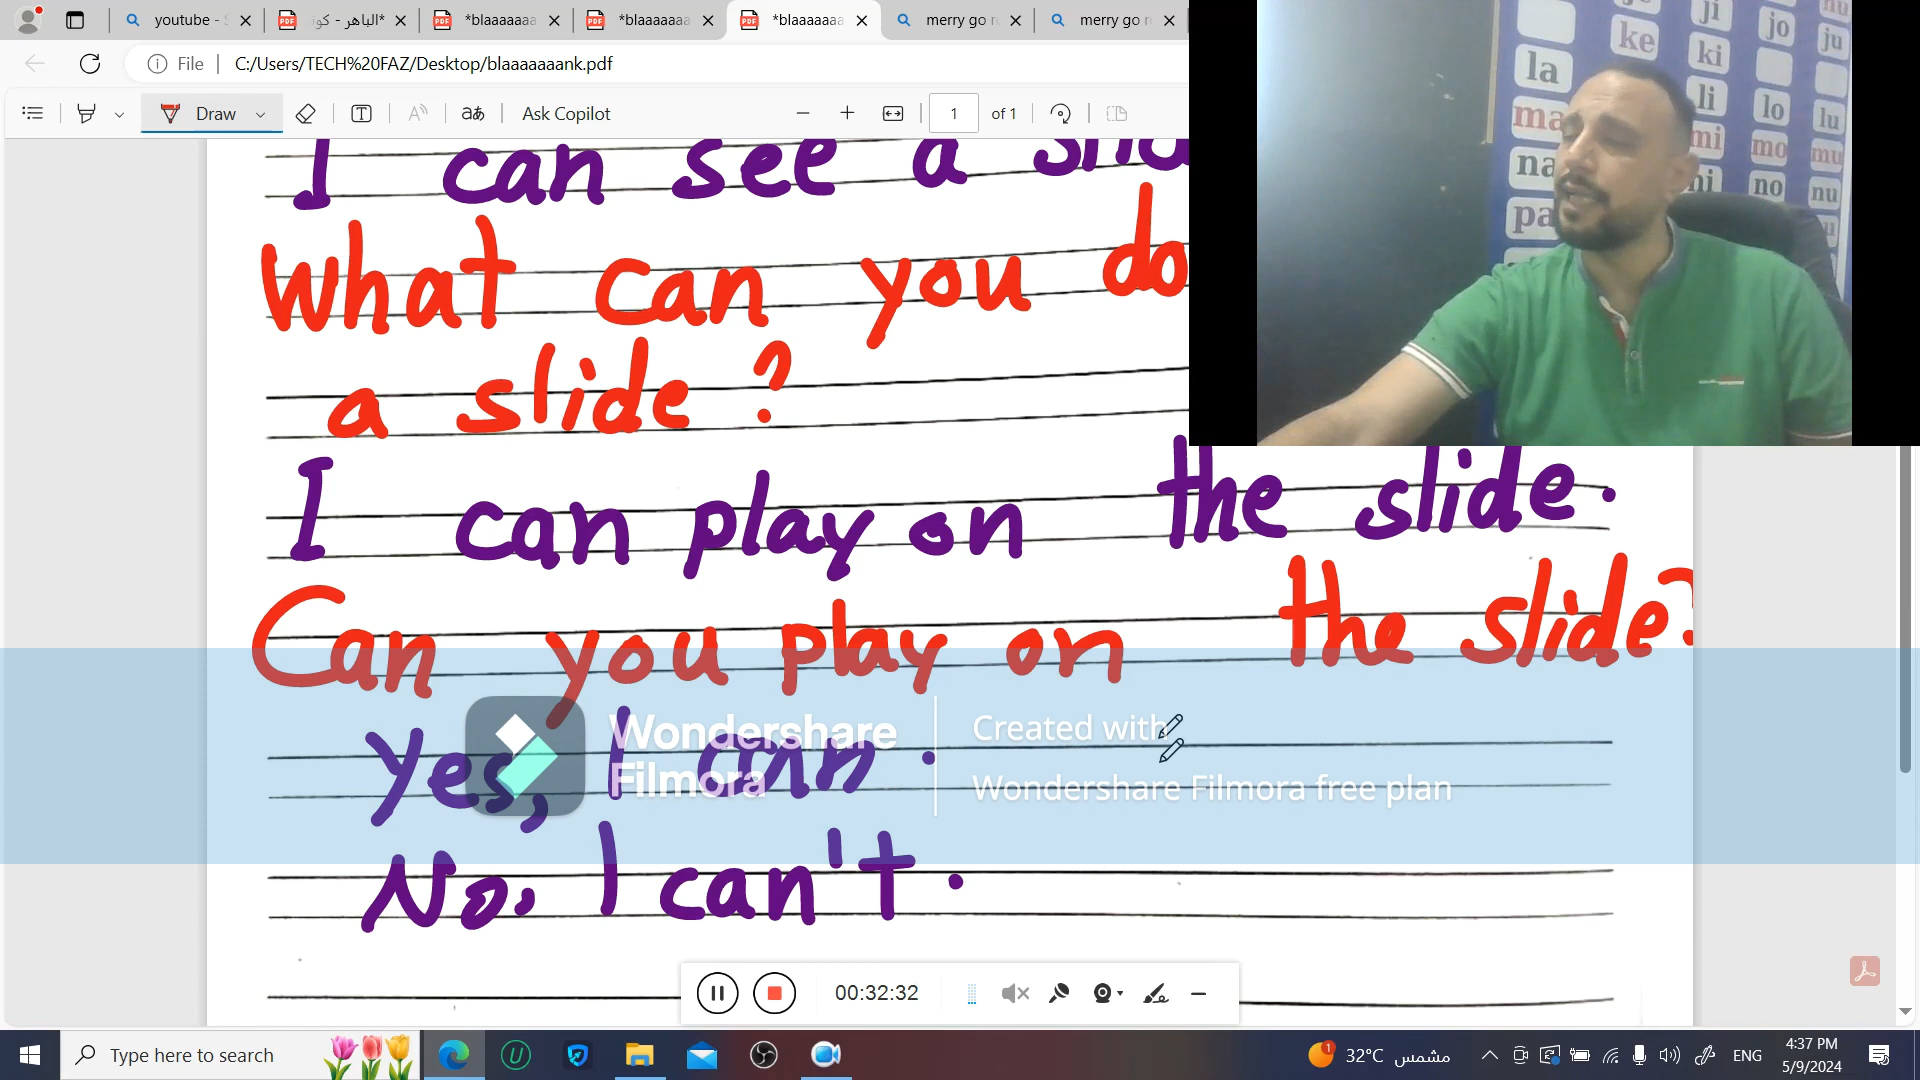 youtube -
الباهر - كو*
*blaaaaaaa
*blaaaaaaa
*blaaaaaaa
merry go r
merry go r
File
C:/Users/TECH%20FAZ/Desktop/blaaaaaaank.pdf
Draw
Ask Copilot
1 of 1
ji jo ju
ke ki
la li lo lu
ma mi mo mu
na ni no nu
pa
I can see a
What can you do
a slide?
I can play on the slide.
Can you play on the slide?
Yes, I can.
Wondershare
Filmora
Created with
Wondershare Filmora free plan
No, I can't.
00:32:32
Type here to search
1
32°C مشمس
ENG
4:37 PM
5/9/2024